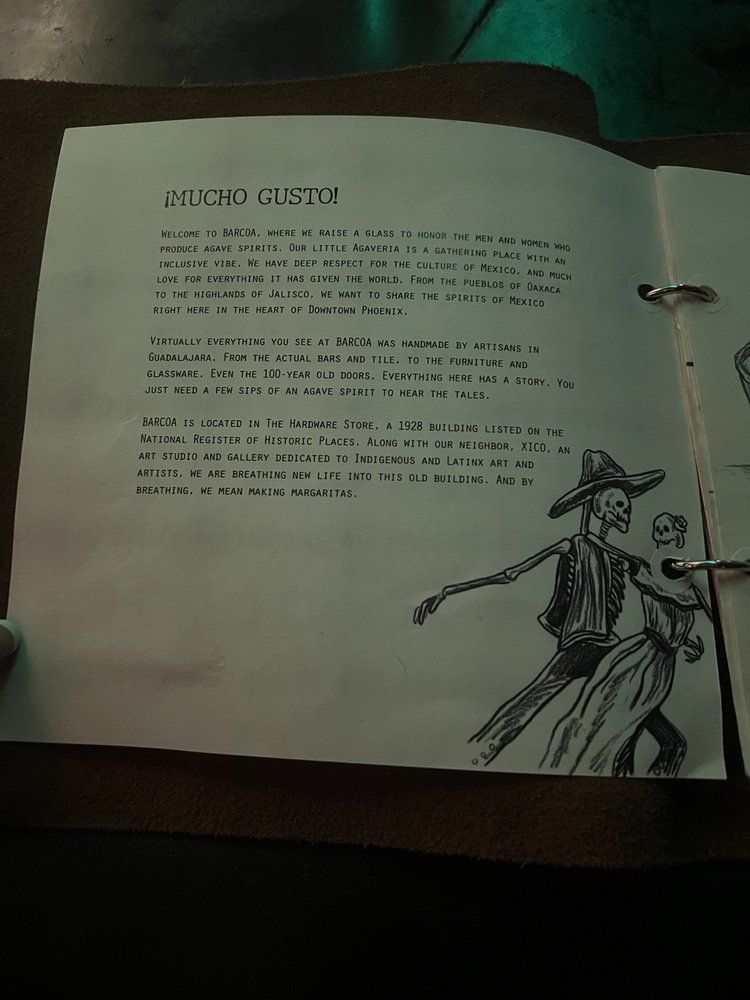 ¡MUCHO GUSTO!
WELCOME TO BARCOA, WHERE WE RAISE A GLASS TO HONOR THE MEN AND WOMEN WHO
PRODUCE AGAVE SPIRITS. OUR LITTLE AGAVERIA IS A GATHERING PLACE WITH AN
INCLUSIVE VIBE. WE HAVE DEEP RESPECT FOR THE CULTURE OF MEXICO, AND MUCH
LOVE FOR EVERYTHING IT HAS GIVEN THE WORLD. FROM THE PUEBLOS OF OAXACA
TO THE HIGHLANDS OF JALISCO, WE WANT TO SHARE THE SPIRITS OF MEXICO
RIGHT HERE IN THE HEART OF DOWNTOWN PHOENIX.
VIRTUALLY EVERYTHING YOU SEE AT BARCOA WAS HANDMADE BY ARTISANS IN
GUADALAJARA. FROM THE ACTUAL BARS AND TILE, TO THE FURNITURE AND
GLASSWARE. EVEN THE 100-YEAR OLD DOORS. EVERYTHING HERE HAS A STORY. YOU
JUST NEED A FEW SIPS OF AN AGAVE SPIRIT TO HEAR THE TALES.
BARCOA IS LOCATED IN THE HARDWARE STORE, A 1928 BUILDING LISTED ON THE
NATIONAL REGISTER OF HISTORIC PLACES. ALONG WITH OUR NEIGHBOR, XICO, AN
ART STUDIO AND GALLERY DEDICATED TO INDIGENOUS AND LATINX ART AND
ARTISTS, WE ARE BREATHING NEW LIFE INTO THIS OLD BUILDING. AND BY
BREATHING, WE MEAN MAKING MARGARITAS.